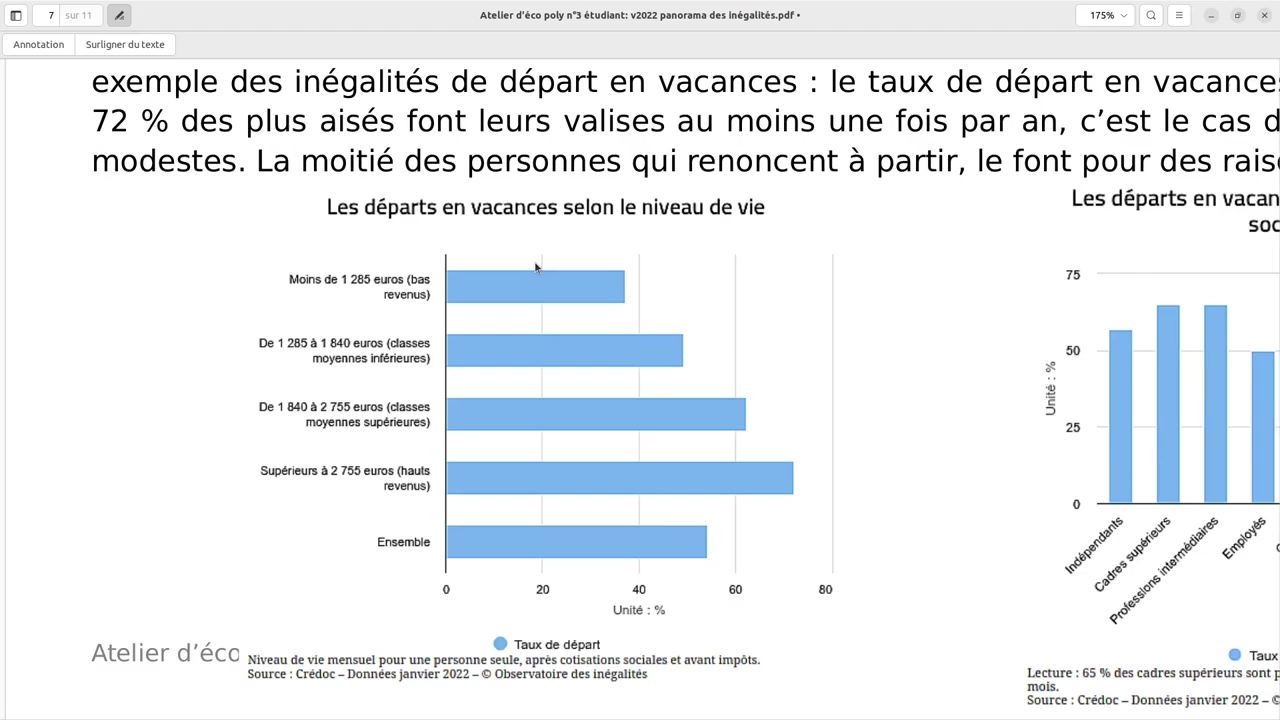 7 sur 11
Atelier d'éco poly n°3 étudiant: v2022 panorama des inégalités.pdf •
175%
Annotation
Surligner du texte
exemple des inégalités de départ en vacances : le taux de départ en vacances
72 % des plus aisés font leurs valises au moins une fois par an, c’est le cas d
modestes. La moitié des personnes qui renoncent à partir, le font pour des rais
Les départs en vacances selon le niveau de vie
Moins de 1 285 euros (bas
revenus)
De 1 285 à 1 840 euros (classes
moyennes inférieures)
De 1 840 à 2 755 euros (classes
moyennes supérieures)
Supérieurs à 2 755 euros (hauts
revenus)
Ensemble
0 20 40 60 80
Unité : %
Taux de départ
Niveau de vie mensuel pour une personne seule, après cotisations sociales et avant impôts.
Source : Crédoc – Données janvier 2022 – © Observatoire des inégalités
Atelier d’éco
Les départs en vacan
soc
75
50
25
0
Unité : %
Indépendants
Cadres supérieurs
Professions intermédiaires
Employés
Taux
Lecture : 65 % des cadres supérieurs sont p
mois.
Source : Crédoc – Données janvier 2022 – ©